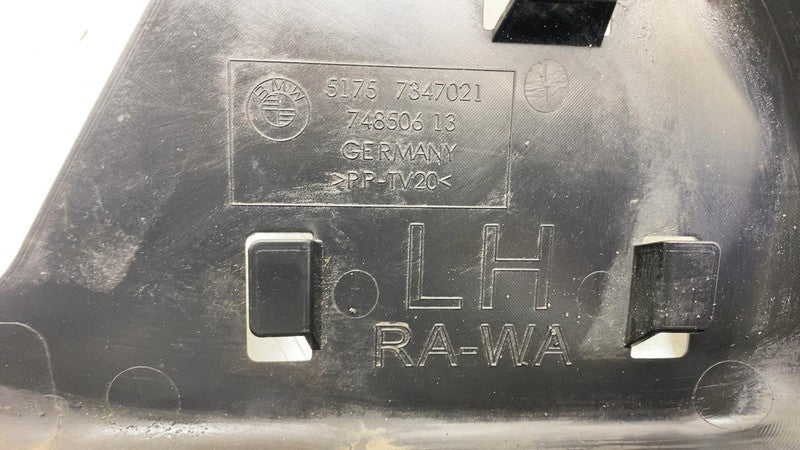 BMW
5175 7347021
748506 13
GERMANY
>PP-TV20<
LH
RA-WA